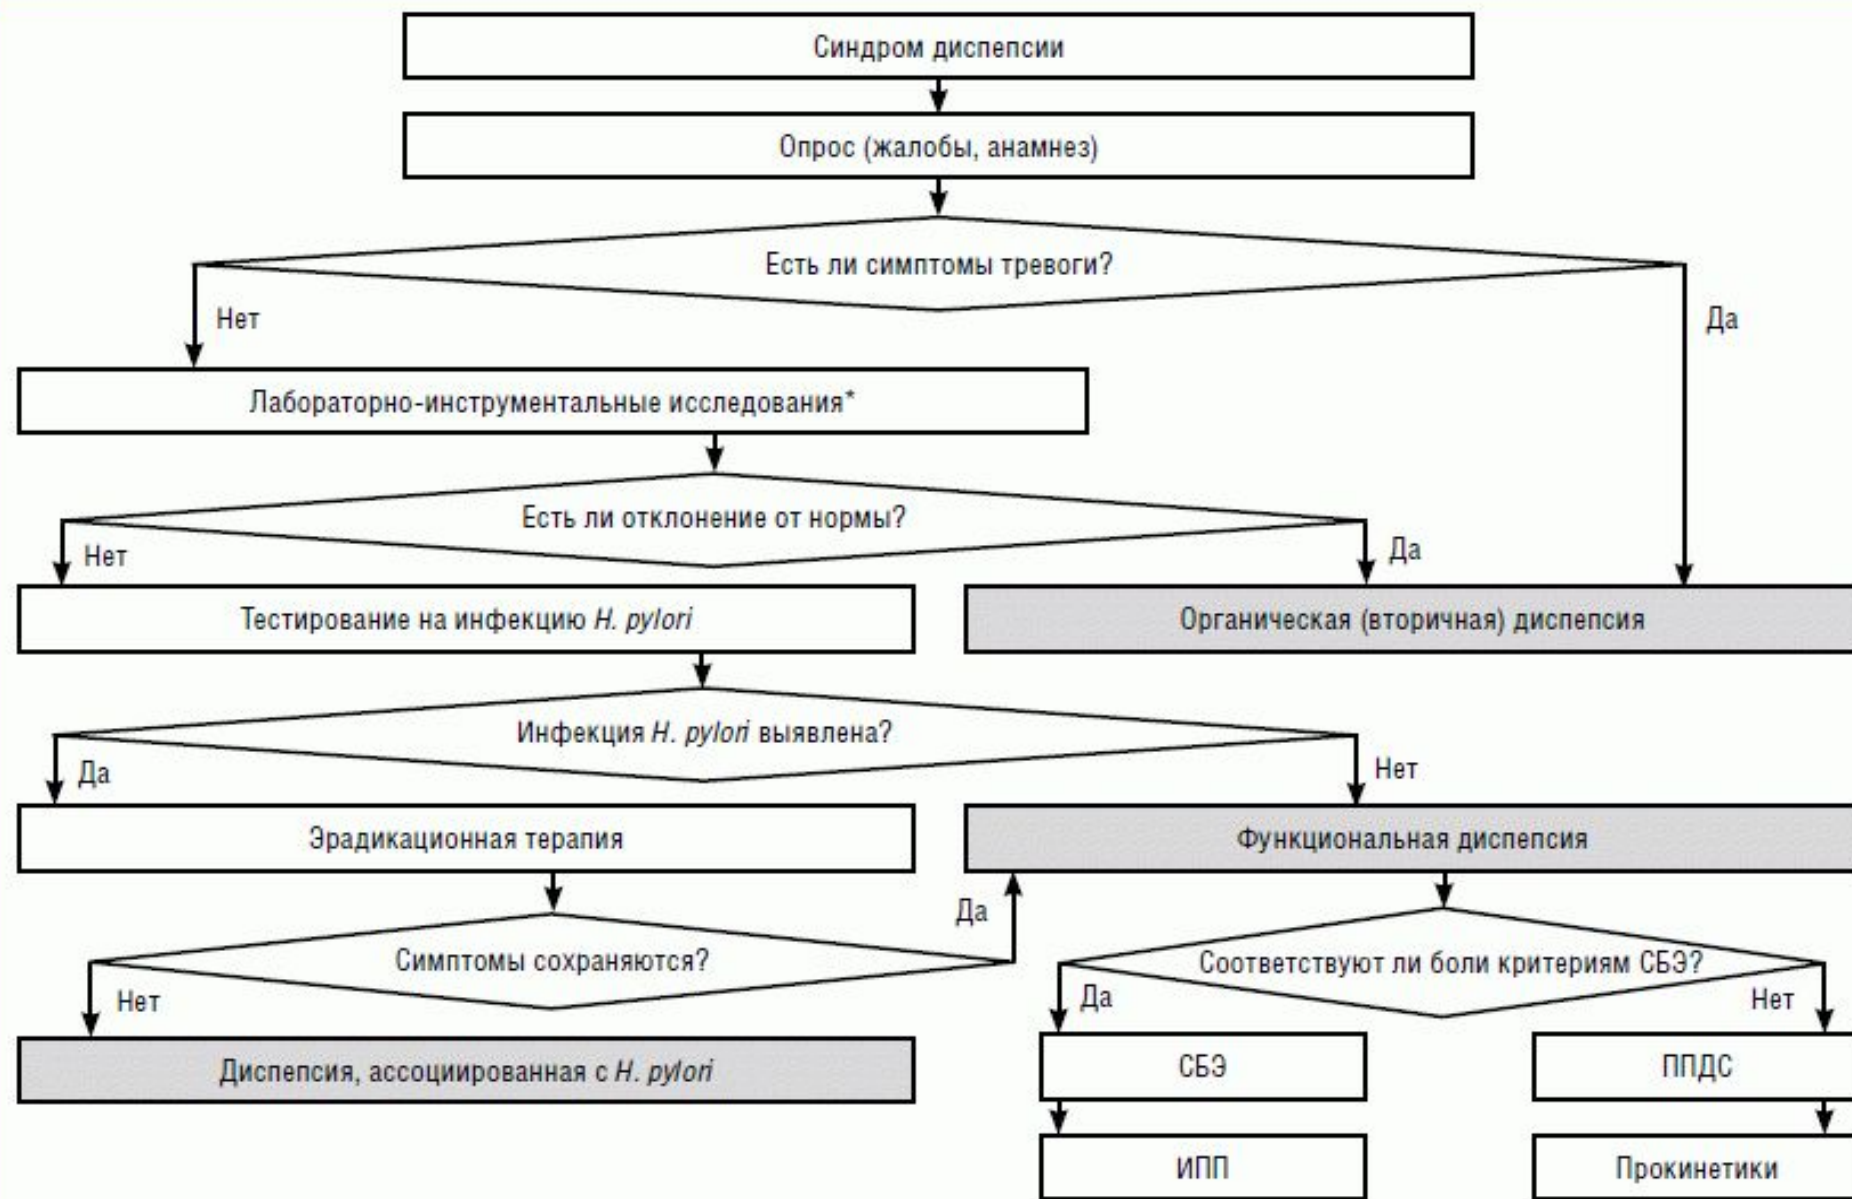 Синдром диспепсии
Опрос (жалобы, анамнез)
Есть ли симптомы тревоги?
Нет
Да
Лабораторно-инструментальные исследования*
Есть ли отклонение от нормы?
Нет
Да
Тестирование на инфекцию H. pylori
Органическая (вторичная) диспепсия
Инфекция H. pylori выявлена?
Да
Нет
Эрадикационная терапия
Функциональная диспепсия
Да
Симптомы сохраняются?
Соответствуют ли боли критериям СБЭ?
Нет
Да
Нет
Диспепсия, ассоциированная с H. pylori
СБЭ
ППДС
ИПП
Прокинетики